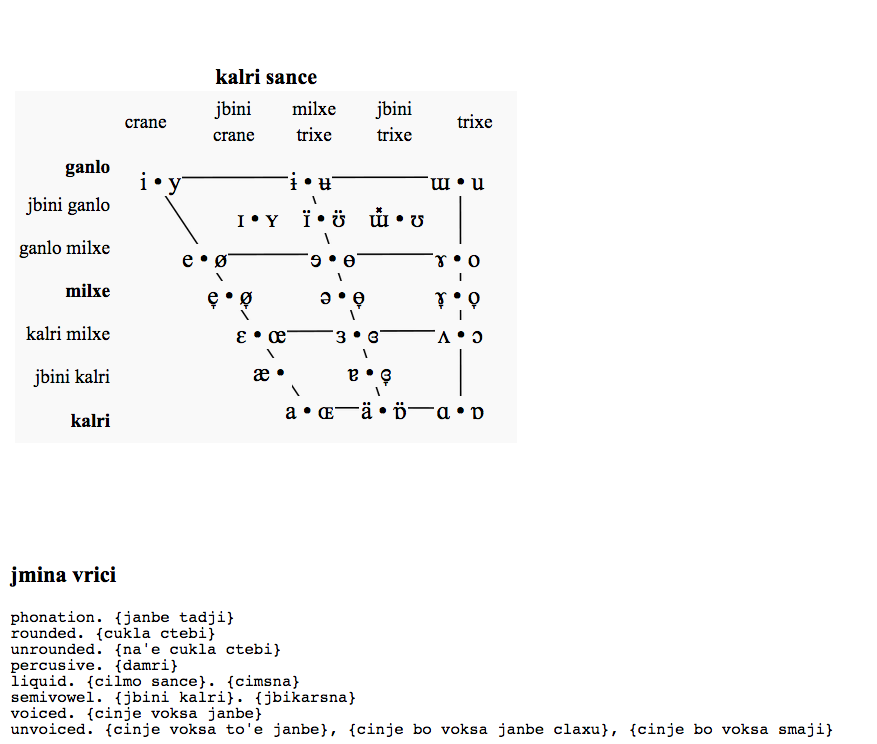 kalri sance
crane jbini crane milxe trixe jbini trixe trixe
ganlo i • y ɨ • ʉ ɯ • u
jbini ganlo ɪ • ʏ ɪ̈ • ʊ̈ ɯ̽̈ • ʊ
ganlo milxe e • ø ɘ • ɵ ɤ • o
milxe e̞ • ø̞ ə • ɵ̞ ɤ̞ • o̞
kalri milxe ɛ • œ ɜ • ɞ ʌ • ɔ
jbini kalri æ • ɐ • ɞ̞
kalri a • ɶ ä • ɒ̈ ɑ • ɒ
jmina vrici
phonation. {janbe tadji}
rounded. {cukla ctebi}
unrounded. {na'e cukla ctebi}
percusive. {damri}
liquid. {cilmo sance}. {cimsna}
semivowel. {jbini kalri}. {jbikarsna}
voiced. {cinje voksa janbe}
unvoiced. {cinje voksa to'e janbe}, {cinje bo voksa janbe claxu}, {cinje bo voksa smaji}